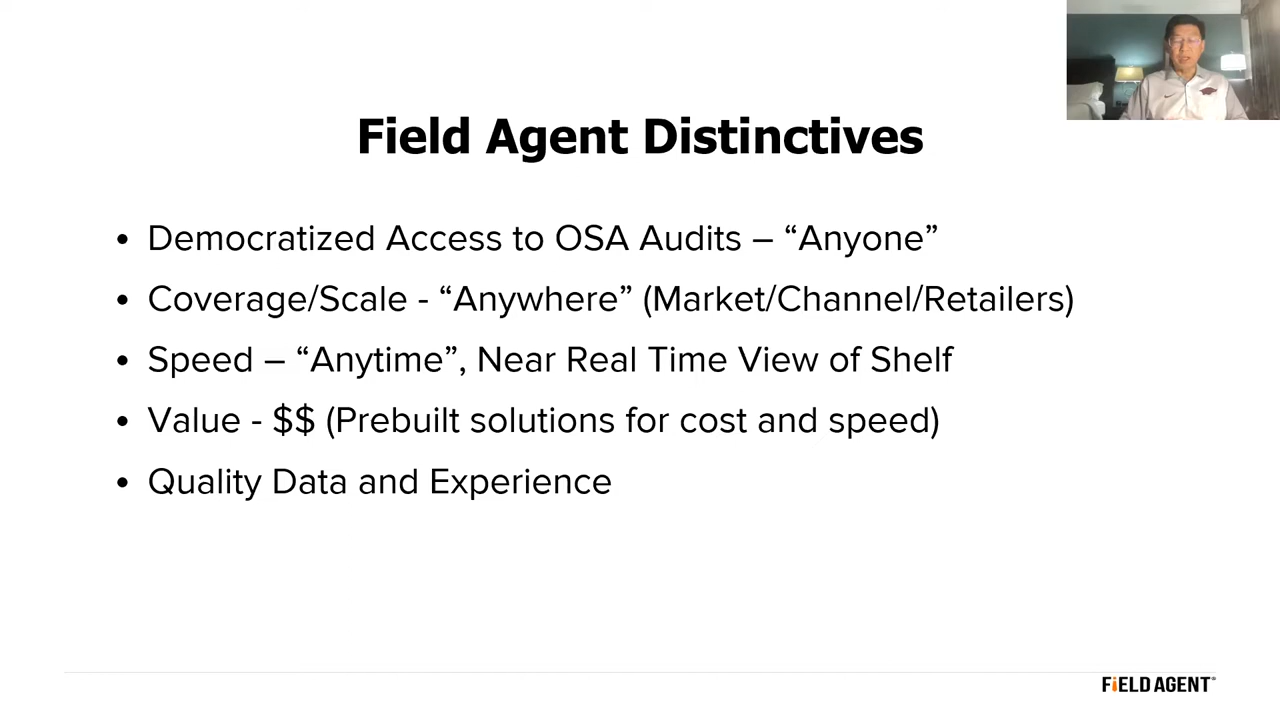 Field Agent Distinctives
• Democratized Access to OSA Audits – “Anyone”
• Coverage/Scale - “Anywhere” (Market/Channel/Retailers)
• Speed – “Anytime”, Near Real Time View of Shelf
• Value - $$ (Prebuilt solutions for cost and speed)
• Quality Data and Experience
FiELD AGENT